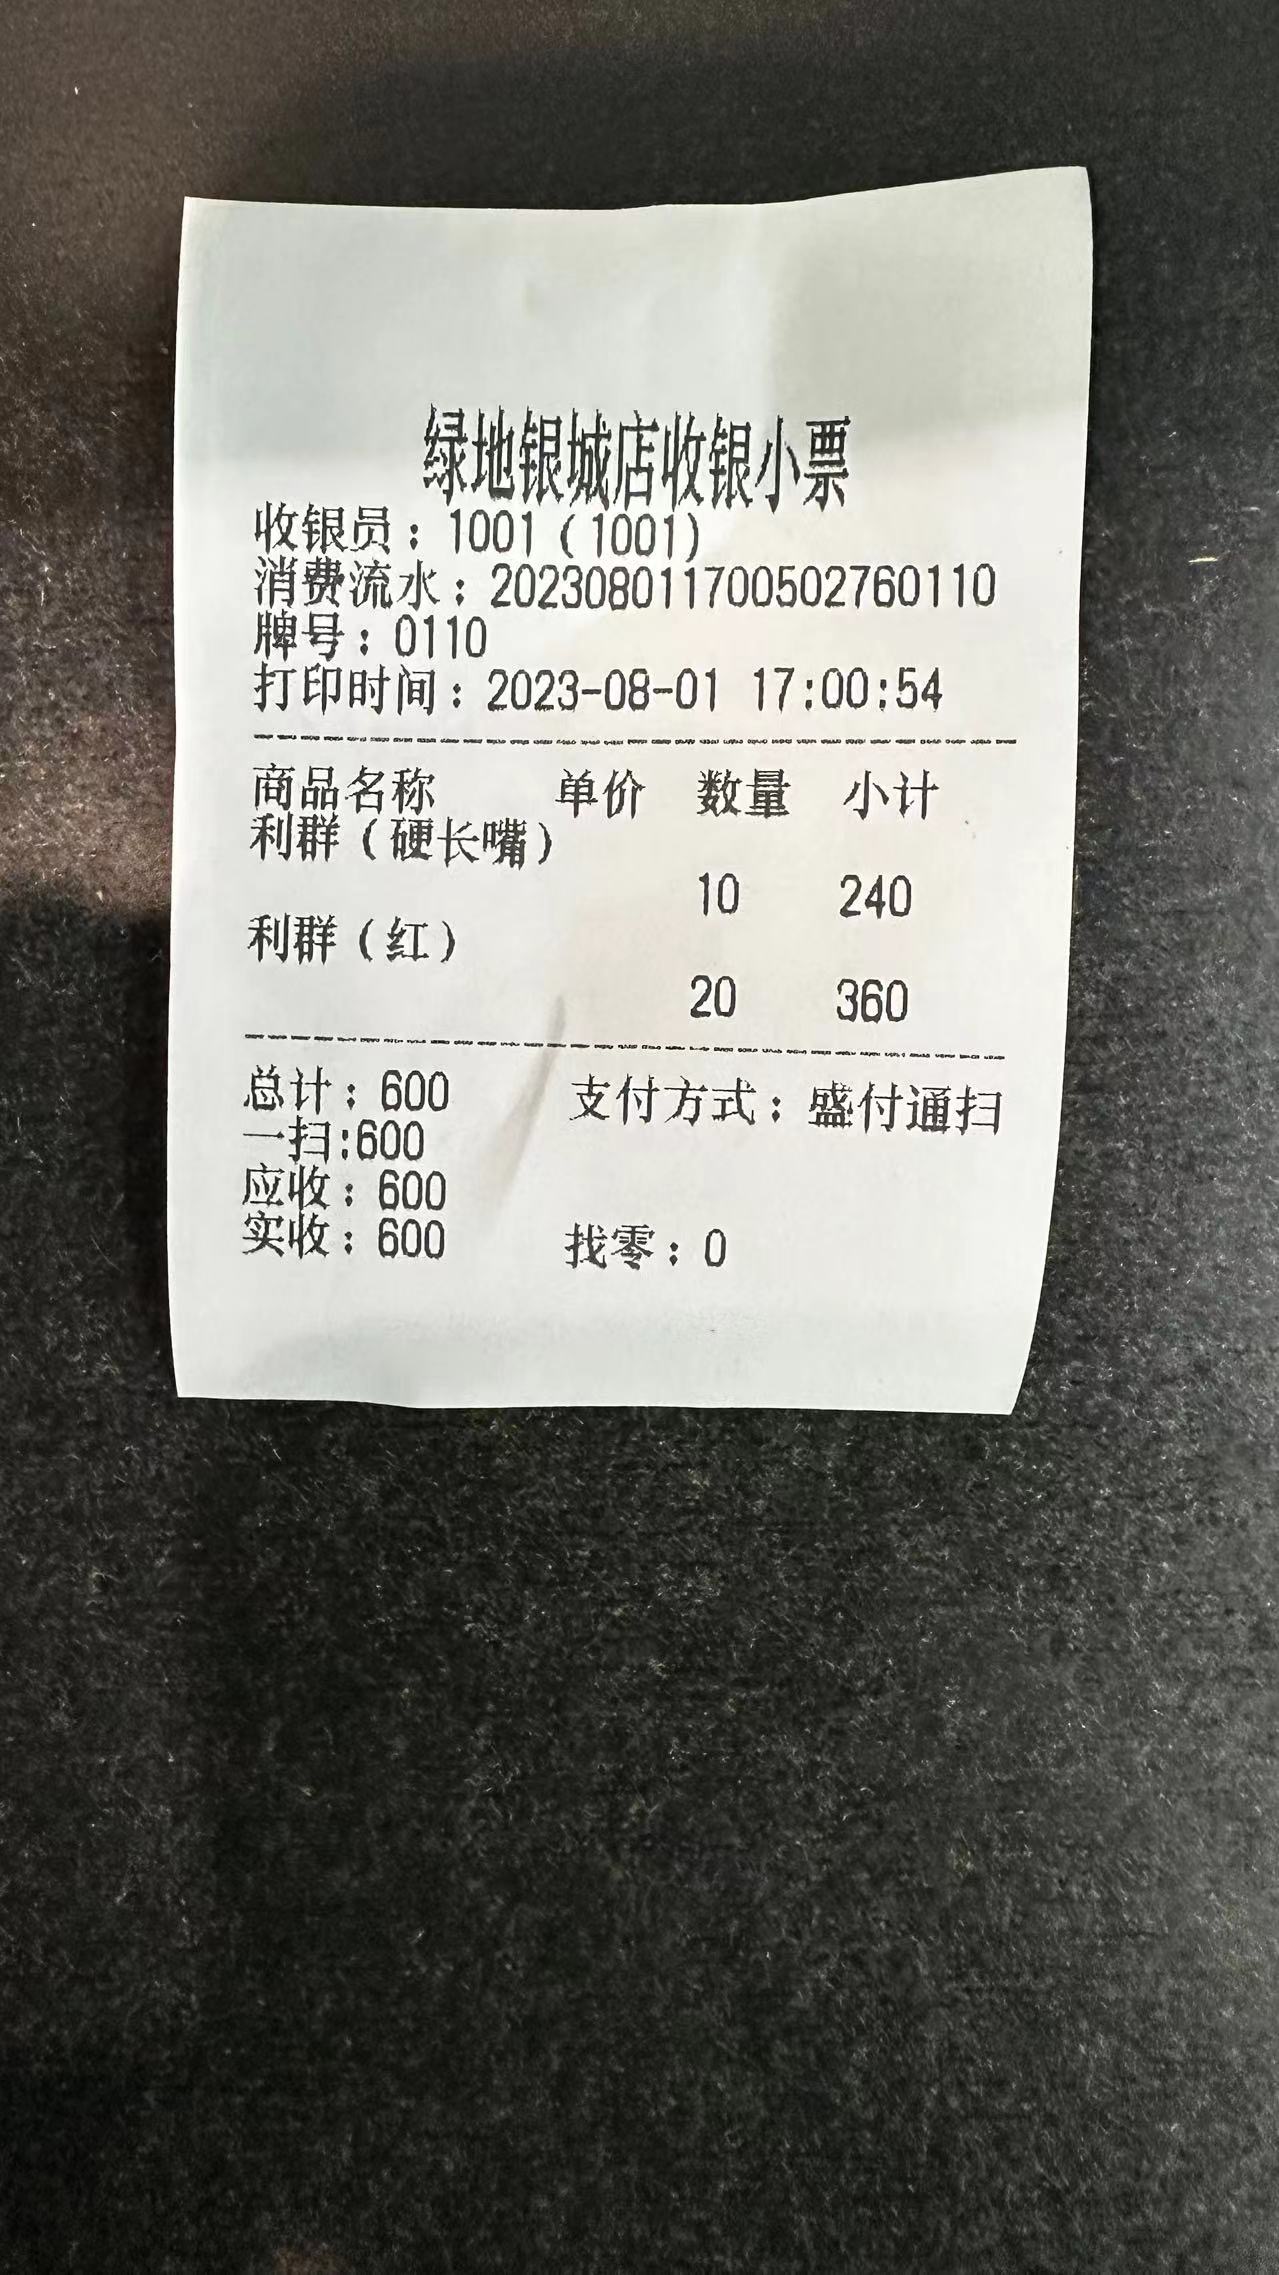 绿地银城店收银小票
收银员：1001（1001）
消费流水：202308011700502760110
牌号：0110
打印时间：2023-08-01 17:00:54
商品名称 单价 数量 小计
利群（硬长嘴）
10 240
利群（红）
20 360
总计：600 支付方式：盛付通扫
一扫:600
应收：600
实收：600 找零：0